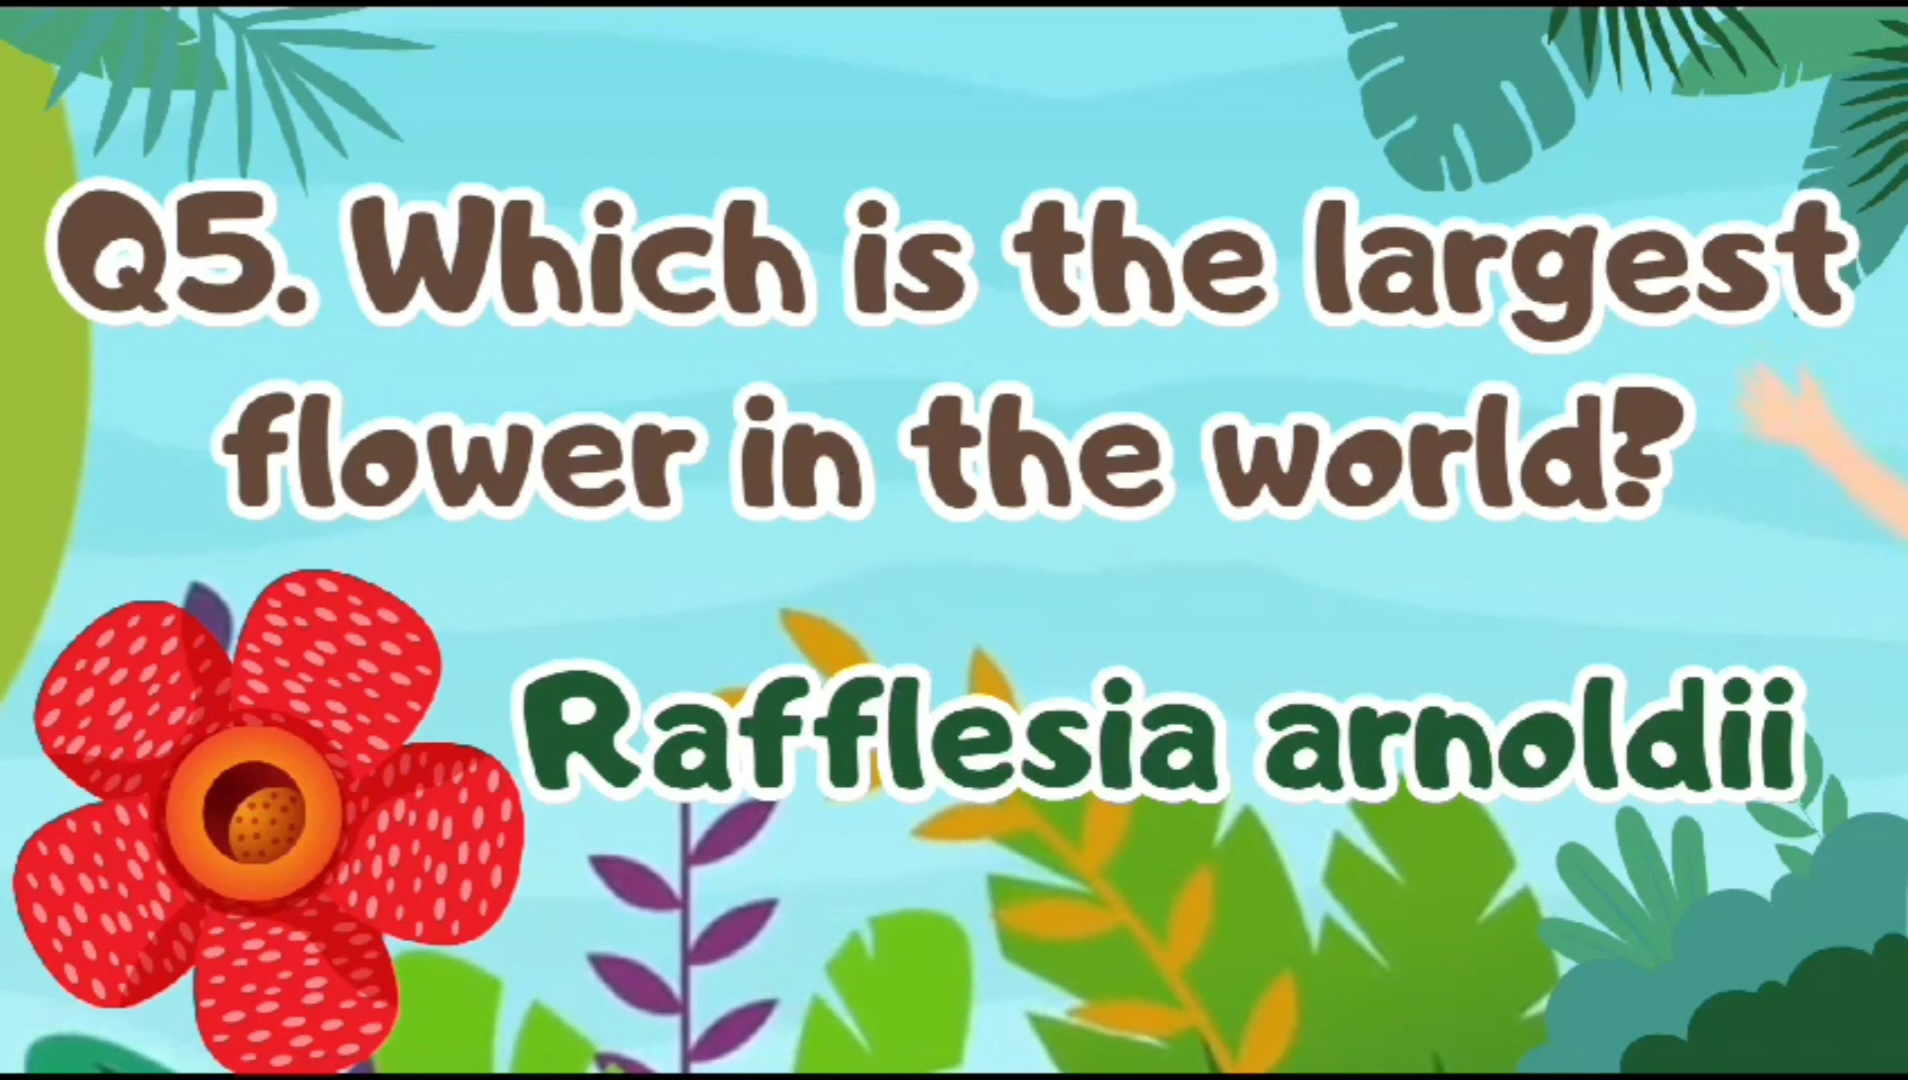 Q5. Which is the largest
flower in the world?
Rafflesia arnoldii